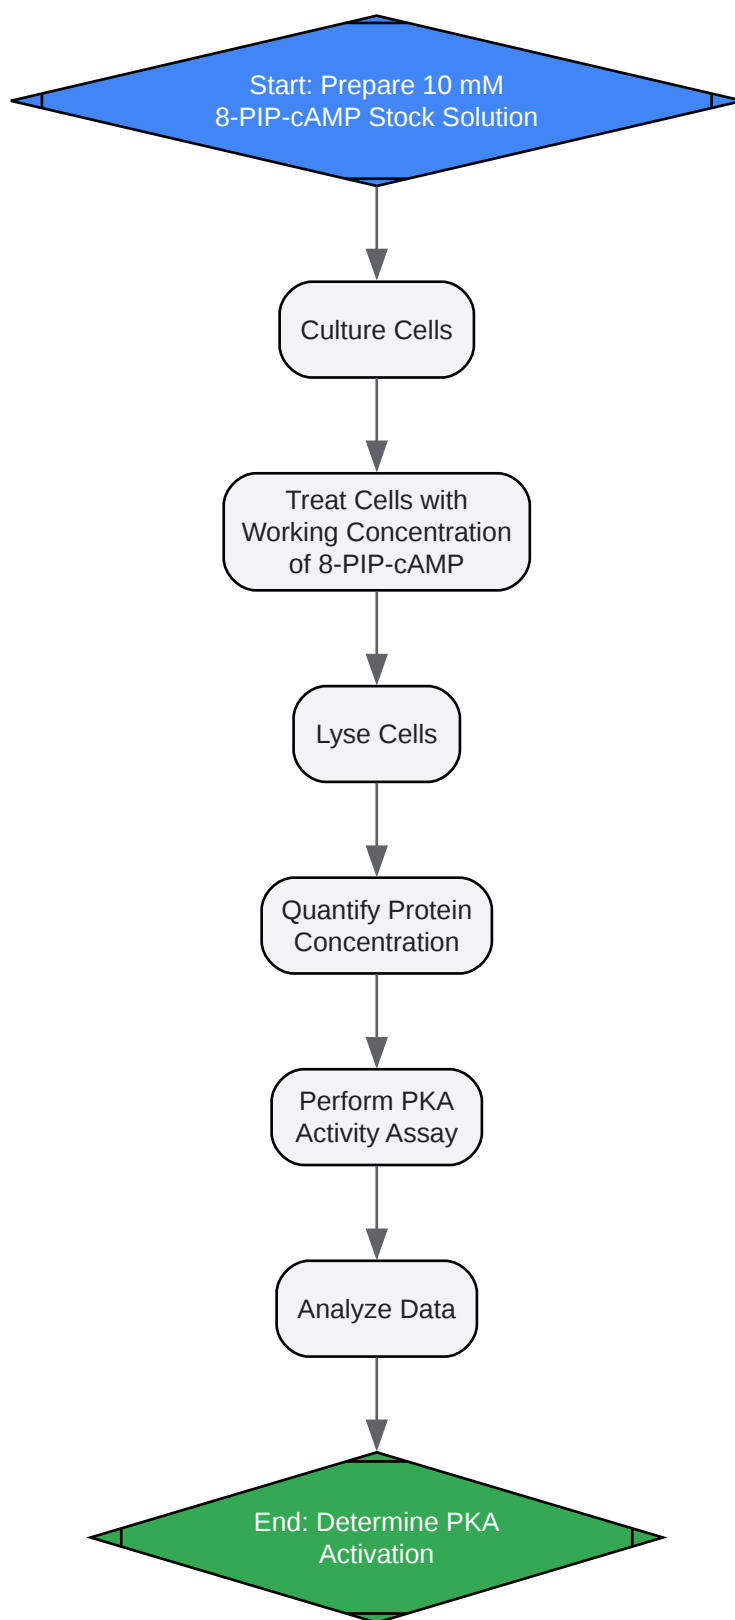 Start: Prepare 10 mM
8-PIP-cAMP Stock Solution
Culture Cells
Treat Cells with
Working Concentration
of 8-PIP-cAMP
Lyse Cells
Quantify Protein
Concentration
Perform PKA
Activity Assay
Analyze Data
End: Determine PKA
Activation